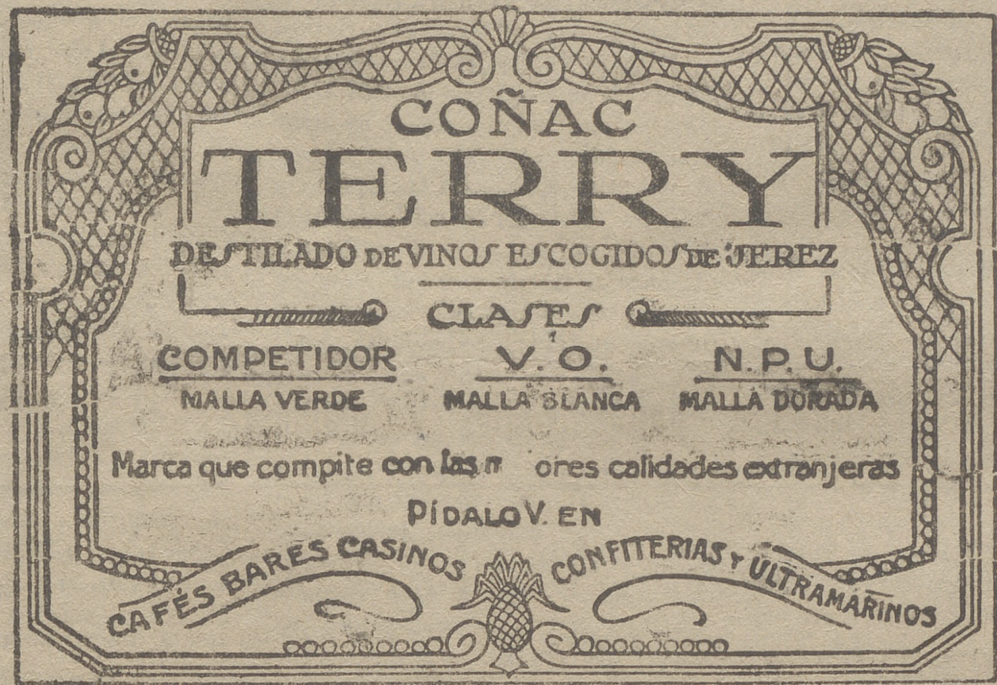 COÑAC
TERRY
DESTILADO DE VINOS ESCOGIDOS DE JEREZ
CLASES
COMPETIDOR V. O. N. P. U.
MALLA VERDE MALLA BLANCA MALLA DORADA
Marca que compite con las calidades extranjeras
PÍDALO V. EN
CAFÉS BARES CASINOS CONFITERIAS Y ULTRAMARINOS